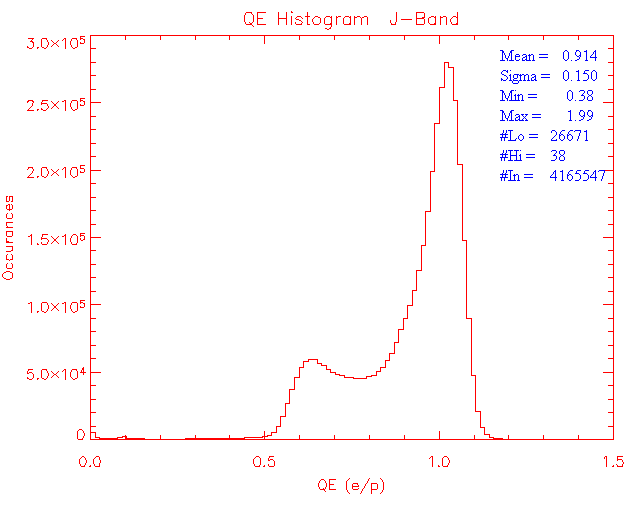 QE Histogram J-Band
Mean = 0.914
Sigma = 0.150
Min = 0.38
Max = 1.99
#Lo = 26671
#Hi = 38
#In = 4165547
3.0×10⁵
2.5×10⁵
2.0×10⁵
1.5×10⁵
1.0×10⁵
5.0×10⁴
0
Occurances
0.0 0.5 1.0 1.5
QE (e/p)